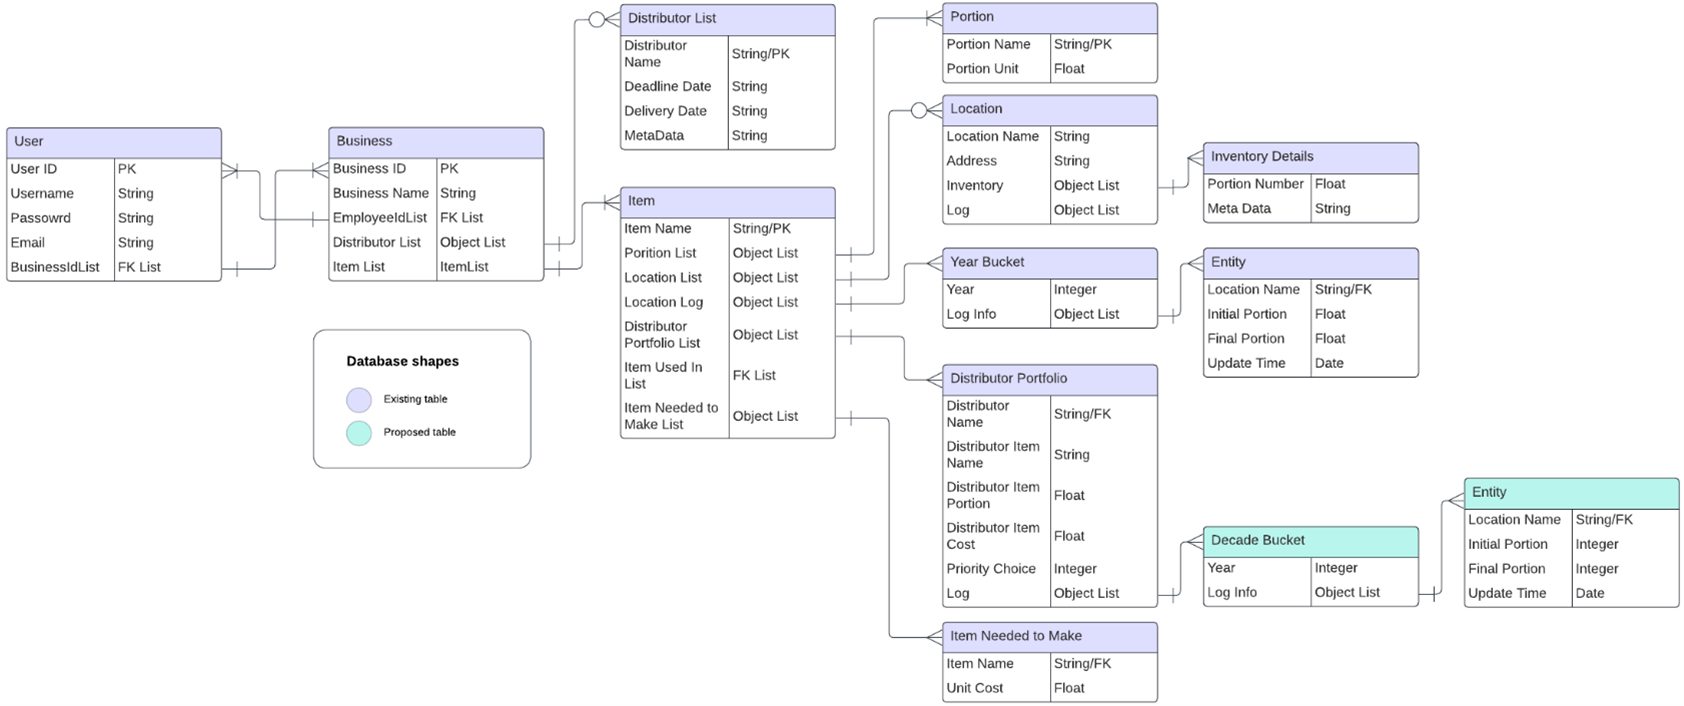 User
User ID PK
Username String
Passowrd String
Email String
BusinessIdList FK List
Business
Business ID PK
Business Name String
EmployeeIdList FK List
Distributor List Object List
Item List ItemList
Database shapes
Existing table
Proposed table
Distributor List
Distributor
Name
String/PK
Deadline Date String
Delivery Date String
MetaData String
Item
Item Name String/PK
Porition List Object List
Location List Object List
Location Log Object List
Distributor
Portfolio List
Object List
Item Used In
List
FK List
Item Needed to
Make List
Object List
Portion
Portion Name String/PK
Portion Unit Float
Location
Location Name String
Address String
Inventory Object List
Log Object List
Inventory Details
Portion Number Float
Meta Data String
Year Bucket
Year Integer
Log Info Object List
Entity
Location Name String/FK
Initial Portion Float
Final Portion Float
Update Time Date
Distributor Portfolio
Distributor
Name
String/FK
Distributor Item
Name
String
Distributor Item
Portion
Float
Distributor Item
Cost
Float
Priority Choice Integer
Log Object List
Decade Bucket
Year Integer
Log Info Object List
Entity
Location Name String/FK
Initial Portion Integer
Final Portion Integer
Update Time Date
Item Needed to Make
Item Name String/FK
Unit Cost Float